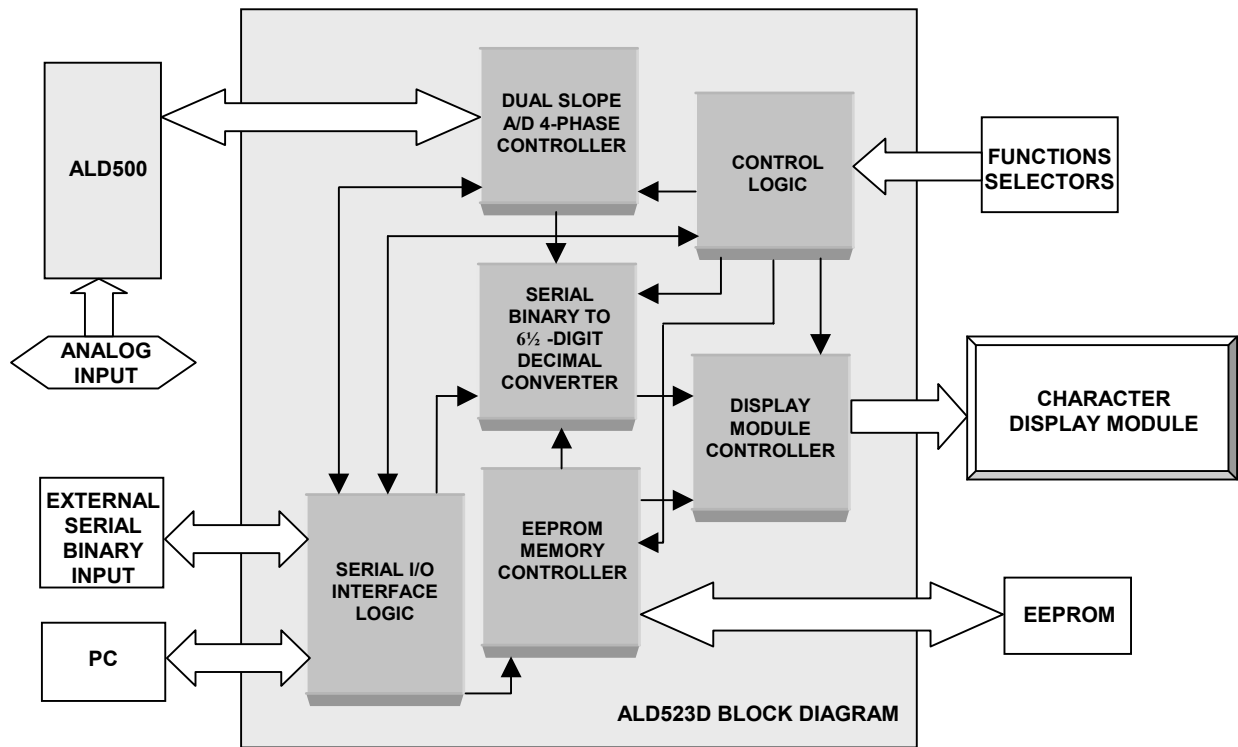 ALD500
ANALOG
INPUT
EXTERNAL
SERIAL
BINARY
INPUT
PC
DUAL SLOPE
A/D 4-PHASE
CONTROLLER
CONTROL
LOGIC
FUNCTIONS
SELECTORS
SERIAL
BINARY TO
6½ -DIGIT
DECIMAL
CONVERTER
DISPLAY
MODULE
CONTROLLER
CHARACTER
DISPLAY MODULE
SERIAL I/O
INTERFACE
LOGIC
EEPROM
MEMORY
CONTROLLER
EEPROM
ALD523D BLOCK DIAGRAM